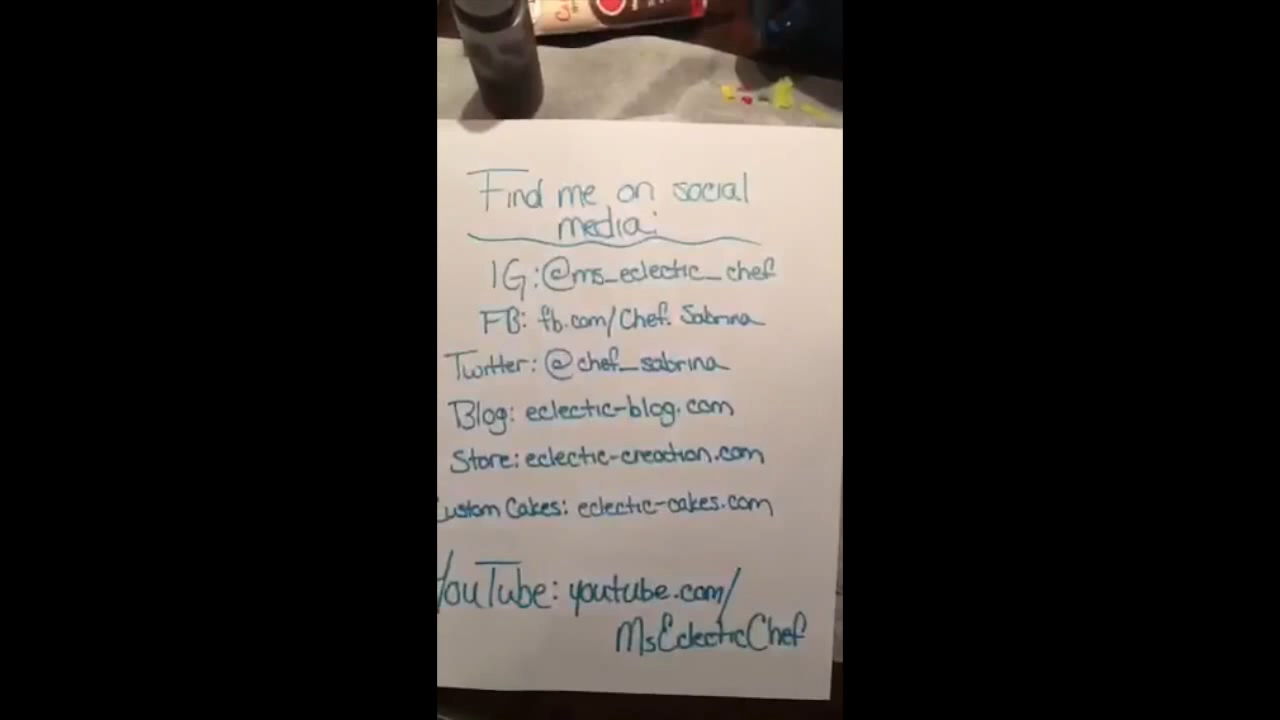 Find me on social
media:
IG: @ms_eclectic_chef
FB: fb.com/Chef.Sabrina
Twitter: @chef_sabrina
Blog: eclectic-blog.com
Store: eclectic-creation.com
Custom Cakes: eclectic-cakes.com
YouTube: youtube.com/
MsEclecticChef